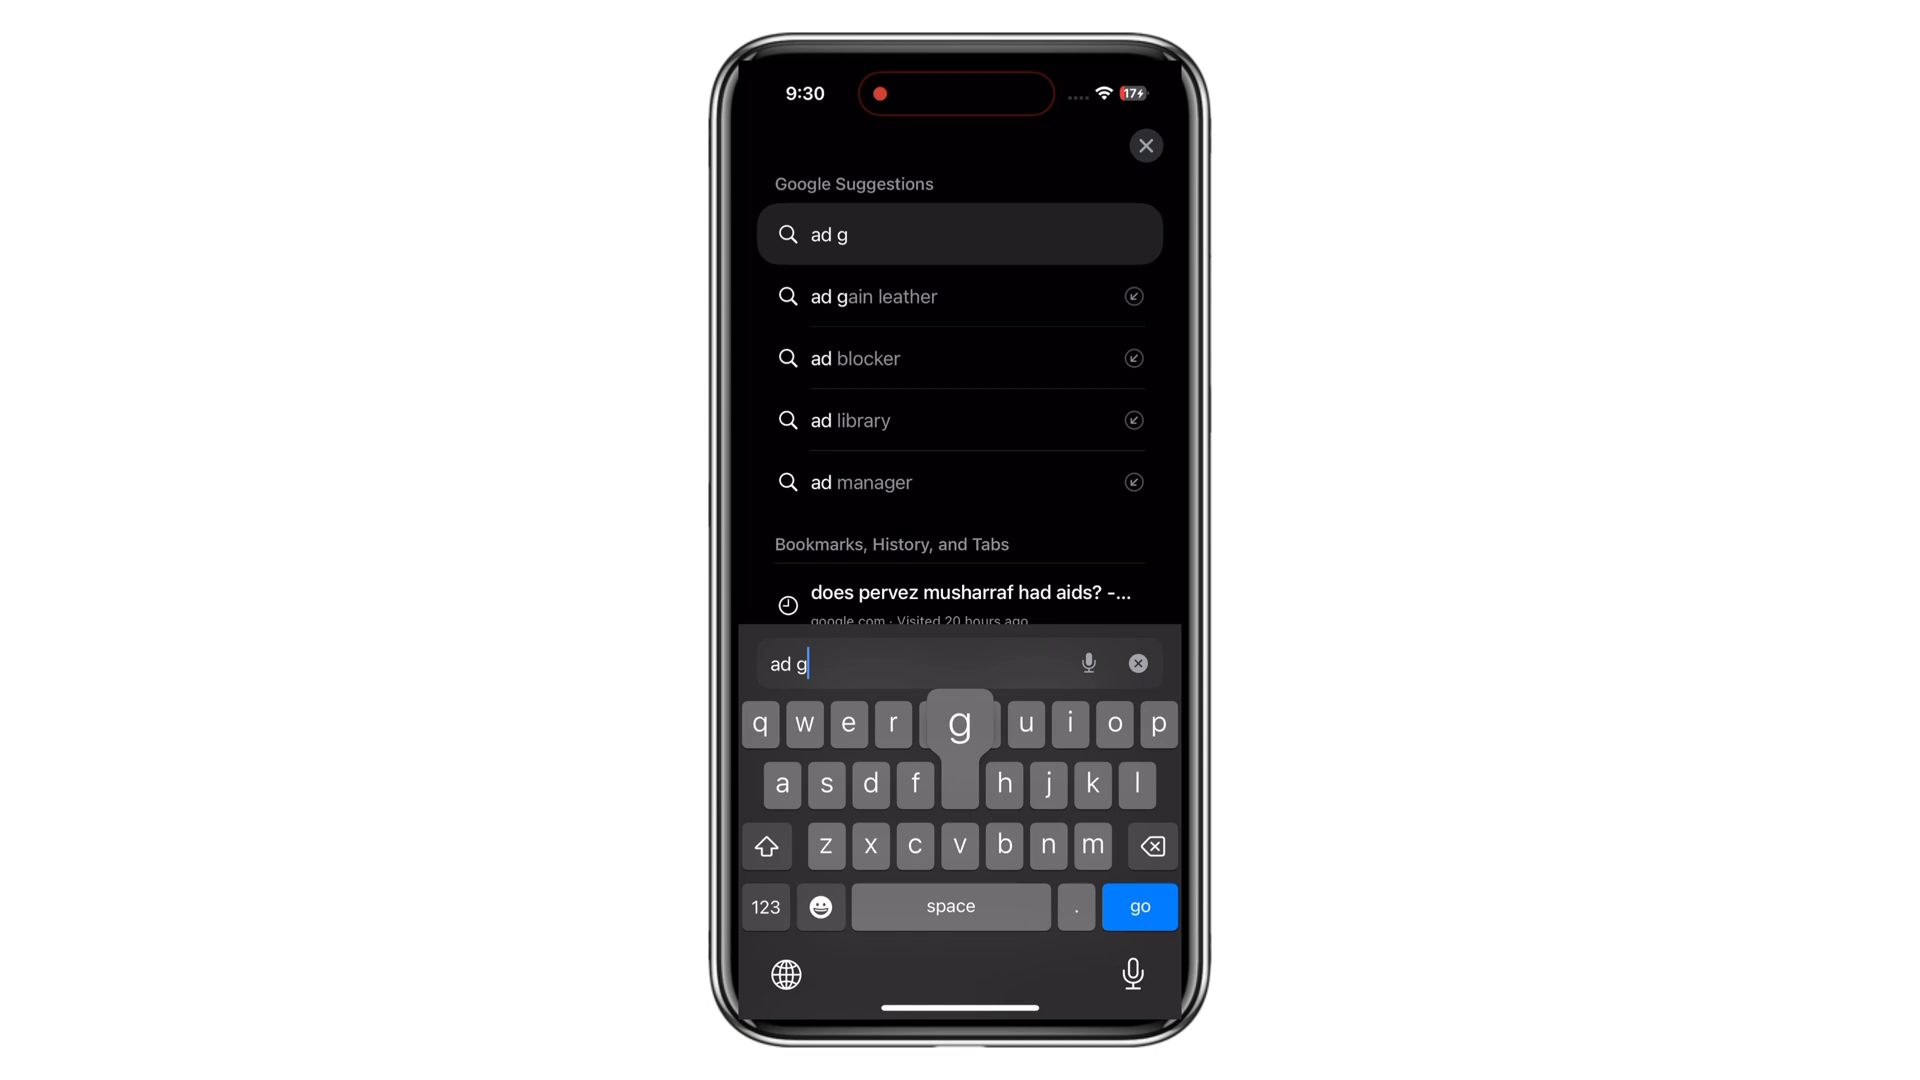 9:30
17
Google Suggestions
ad g
ad gain leather
ad blocker
ad library
ad manager
Bookmarks, History, and Tabs
does pervez musharraf had aids? -...
google.com · Visited 20 hours ago
ad g
q w e r g u i o p
a s d f h j k l
z x c v b n m
123 space . go